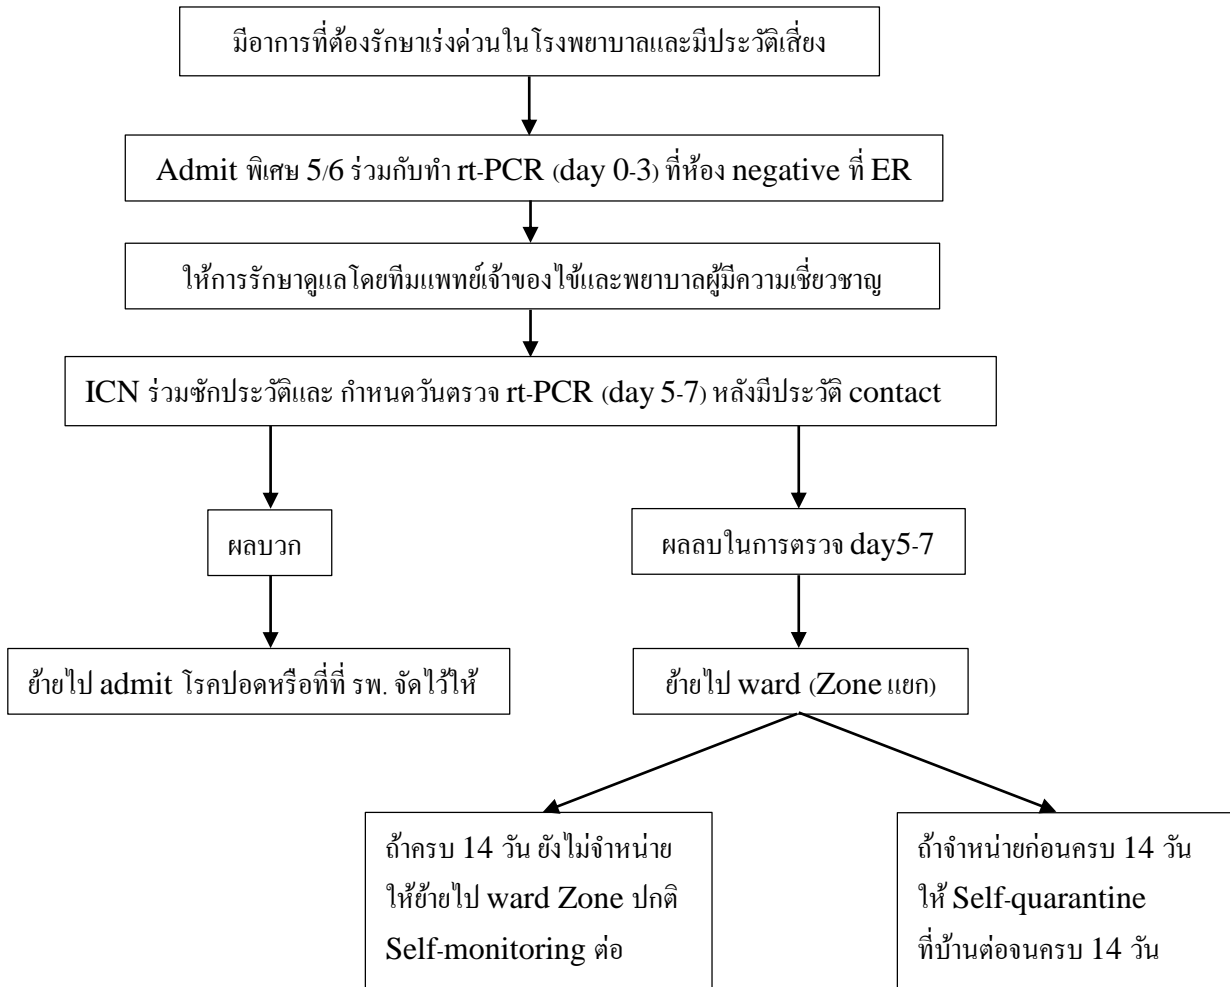 มีอาการที่ต้องรักษาเร่งด่วนในโรงพยาบาลและมีประวัติเสี่ยง
Admit พิเศษ 5/6 ร่วมกับทำ rt-PCR (day 0-3) ที่ห้อง negative ที่ ER
ให้การรักษาดูแลโดยทีมแพทย์เจ้าของไข้และพยาบาลผู้มีความเชี่ยวชาญ
ICN ร่วมซักประวัติและ กำหนดวันตรวจ rt-PCR (day 5-7) หลังมีประวัติ contact
ผลบวก
ผลลบในการตรวจ day5-7
ย้ายไป admit โรคปอดหรือที่ที่ รพ. จัดไว้ให้
ย้ายไป ward (Zone แยก)
ถ้าครบ 14 วัน ยังไม่จำหน่าย
ให้ย้ายไป ward Zone ปกติ
Self-monitoring ต่อ
ถ้าจำหน่ายก่อนครบ 14 วัน
ให้ Self-quarantine
ที่บ้านต่อจนครบ 14 วัน